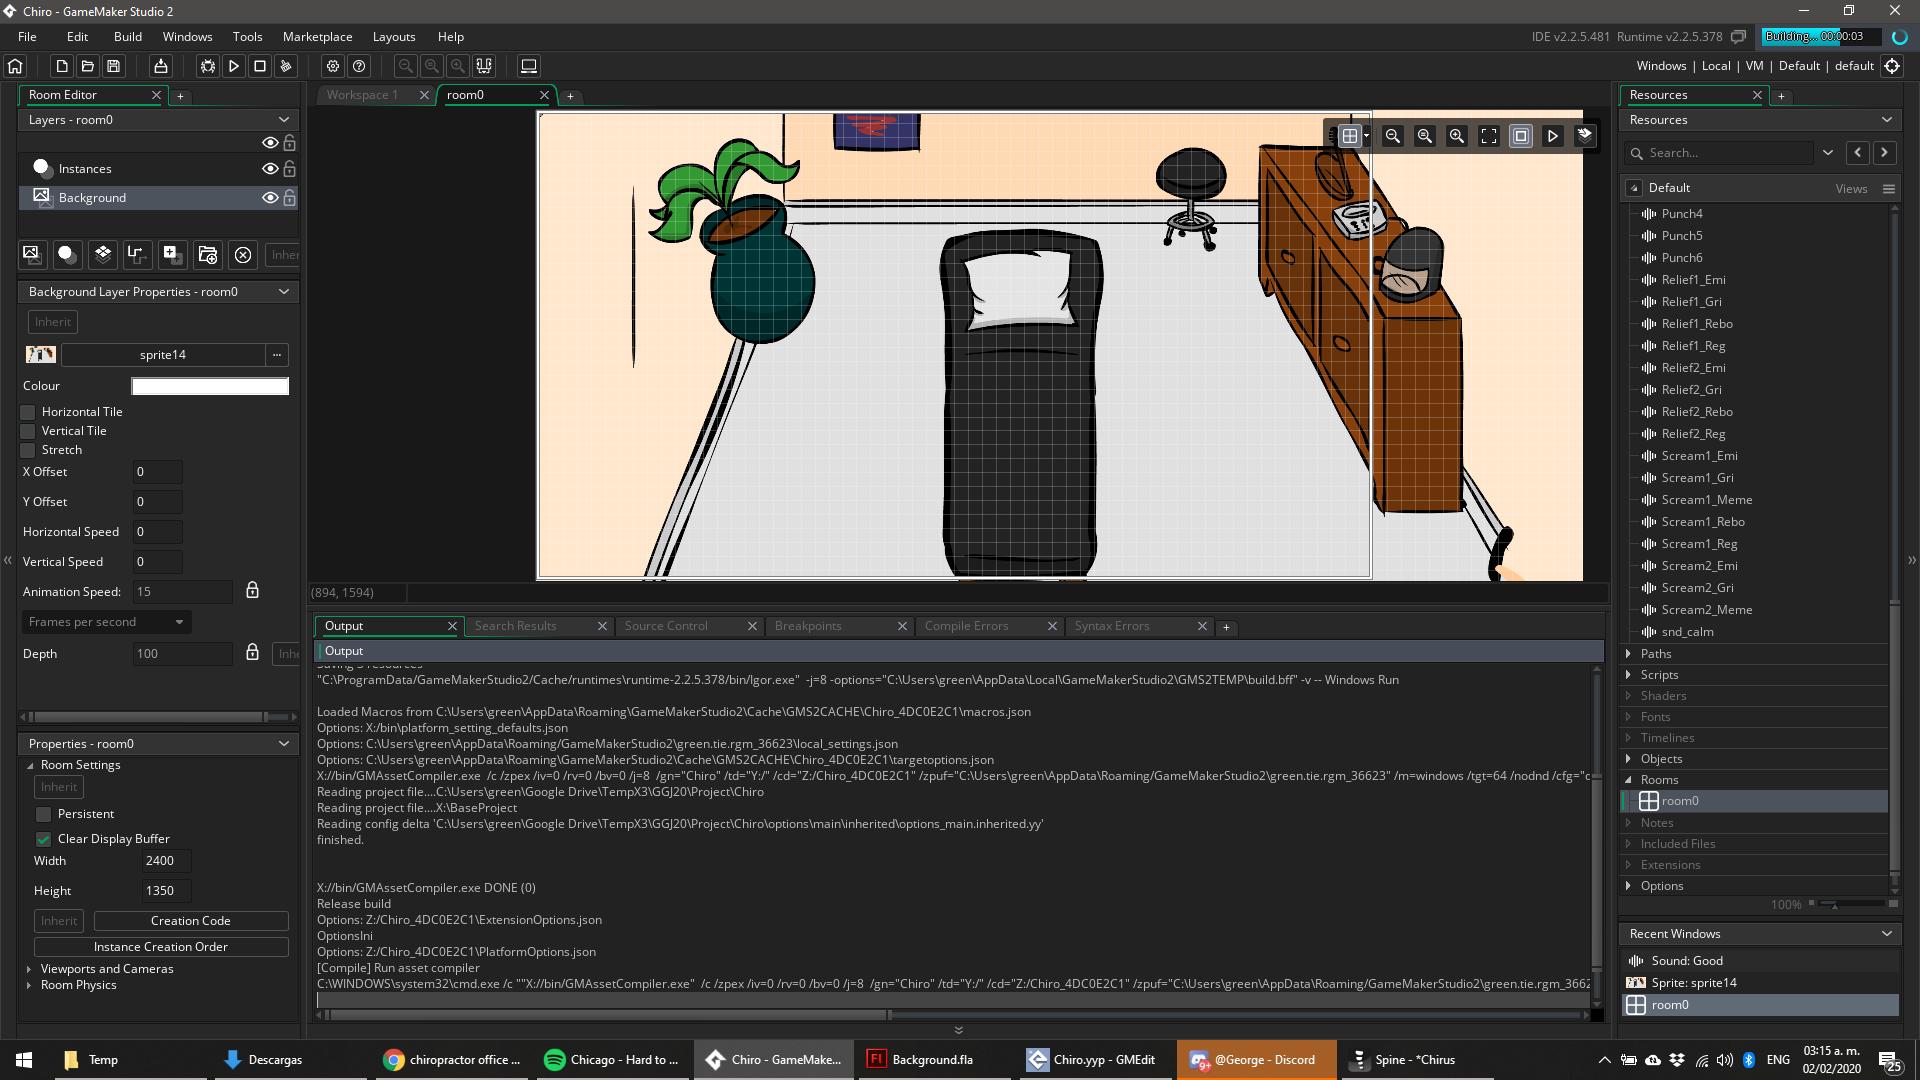 Chiro - GameMaker Studio 2
File Edit Build Windows Tools Marketplace Layouts Help
IDE v2.2.5.481 Runtime v2.2.5.378
Building... 00:00:03
Windows | Local | VM | Default | default
Room Editor
Layers - room0
Instances
Background
Inher
Background Layer Properties - room0
Inherit
sprite14
...
Colour
Horizontal Tile
Vertical Tile
Stretch
X Offset 0
Y Offset 0
Horizontal Speed 0
Vertical Speed 0
Animation Speed: 15
Frames per second
Depth 100 Inhe
Properties - room0
Room Settings
Inherit
Persistent
Clear Display Buffer
Width 2400
Height 1350
Inherit Creation Code
Instance Creation Order
Viewports and Cameras
Room Physics
Workspace 1 room0
(894, 1594)
Output Search Results Source Control Breakpoints Compile Errors Syntax Errors
Output
Saving 3 resources
"C:\ProgramData/GameMakerStudio2/Cache/runtimes\runtime-2.2.5.378/bin/Igor.exe" -j=8 -options="C:\Users\green\AppData\Local\GameMakerStudio2\GMS2TEMP\build.bff" -v -- Windows Run
Loaded Macros from C:\Users\green\AppData\Roaming\GameMakerStudio2\Cache\GMS2CACHE\Chiro_4DC0E2C1\macros.json
Options: X:/bin\platform_setting_defaults.json
Options: C:\Users\green\AppData\Roaming/GameMakerStudio2\green.tie.rgm_36623\local_settings.json
Options: C:\Users\green\AppData\Roaming\GameMakerStudio2\Cache\GMS2CACHE\Chiro_4DC0E2C1\targetoptions.json
X://bin/GMAssetCompiler.exe /c /zpex /iv=0 /rv=0 /bv=0 /j=8 /gn="Chiro" /td="Y:/" /cd="Z:/Chiro_4DC0E2C1" /zpuf="C:\Users\green\AppData\Roaming/GameMakerStudio2\green.tie.rgm_36623" /m=windows /tgt=64 /nodnd /cfg="c
Reading project file....C:\Users\green\Google Drive\TempX3\GGJ20\Project\Chiro
Reading project file....X:\BaseProject
Reading config delta 'C:\Users\green\Google Drive\TempX3\GGJ20\Project\Chiro\options\main\inherited\options_main.inherited.yy'
finished.
X://bin/GMAssetCompiler.exe DONE (0)
Release build
Options: Z:/Chiro_4DC0E2C1\ExtensionOptions.json
OptionsIni
Options: Z:/Chiro_4DC0E2C1\PlatformOptions.json
[Compile] Run asset compiler
C:\WINDOWS\system32\cmd.exe /c ""X://bin/GMAssetCompiler.exe" /c /zpex /iv=0 /rv=0 /bv=0 /j=8 /gn="Chiro" /td="Y:/" /cd="Z:/Chiro_4DC0E2C1" /zpuf="C:\Users\green\AppData\Roaming/GameMakerStudio2\green.tie.rgm_3662
Resources
Resources
Search...
Default Views
Punch4
Punch5
Punch6
Relief1_Emi
Relief1_Gri
Relief1_Rebo
Relief1_Reg
Relief2_Emi
Relief2_Gri
Relief2_Rebo
Relief2_Reg
Scream1_Emi
Scream1_Gri
Scream1_Meme
Scream1_Rebo
Scream1_Reg
Scream2_Emi
Scream2_Gri
Scream2_Meme
snd_calm
Paths
Scripts
Shaders
Fonts
Timelines
Objects
Rooms
room0
Notes
Included Files
Extensions
Options
100%
Recent Windows
Sound: Good
Sprite: sprite14
room0
Temp
Descargas
chiropractor office ...
Chicago - Hard to ...
Chiro - GameMake...
Background.fla
Chiro.yyp - GMEdit
@George - Discord
Spine - *Chirus
ENG
03:15 a. m.
02/02/2020
25